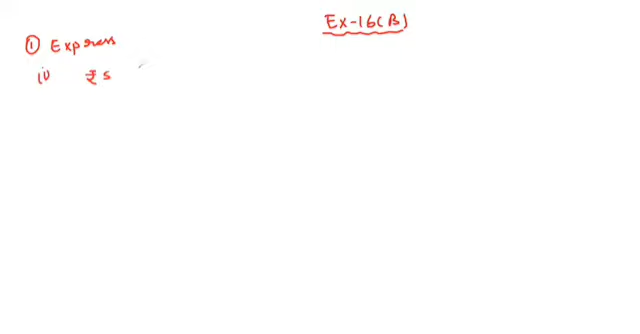 Ex-16(B)
① Express
(i) ₹ 5